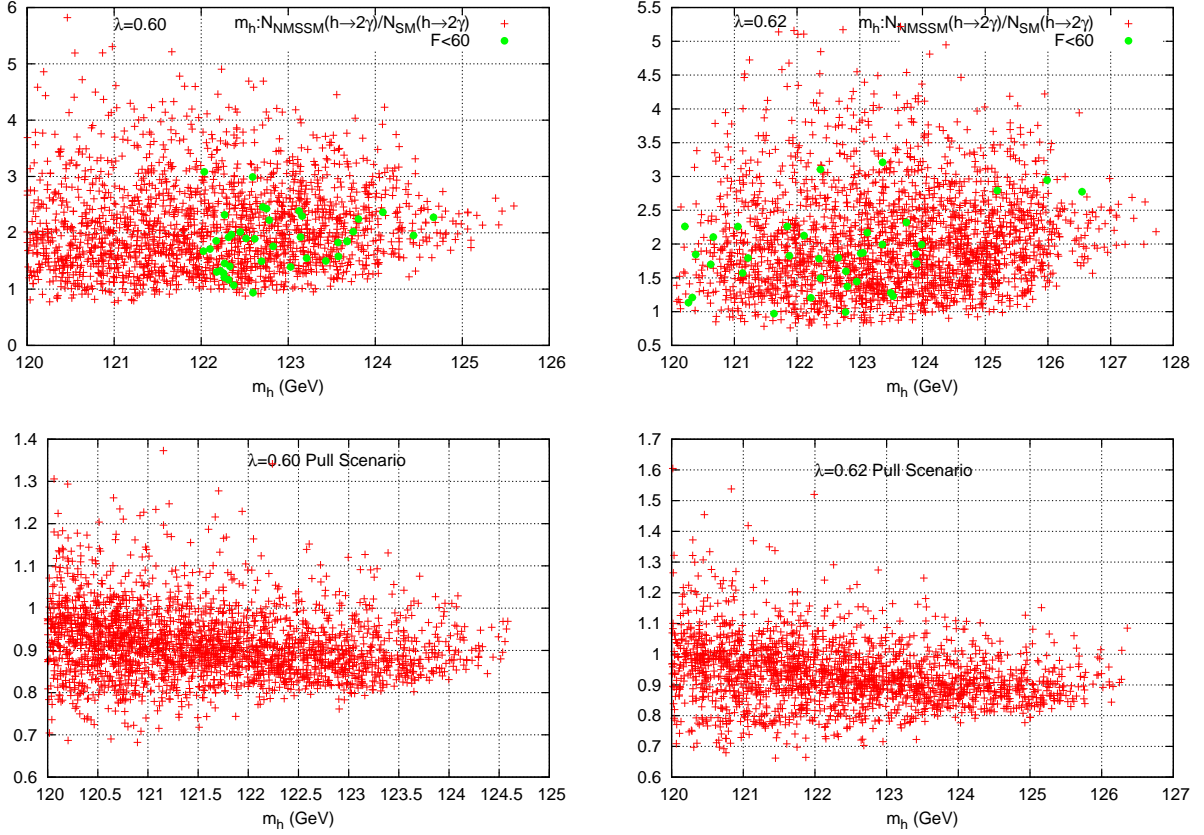 λ=0.60
m_h:N_NMSSM(h→2γ)/N_SM(h→2γ)
F<60
6
5
4
3
2
1
0
120 121 122 123 124 125 126
m_h (GeV)
λ=0.62
m_h:N_NMSSM(h→2γ)/N_SM(h→2γ)
F<60
5.5
5
4.5
4
3.5
3
2.5
2
1.5
1
0.5
120 121 122 123 124 125 126 127 128
m_h (GeV)
λ=0.60 Pull Scenario
1.4
1.3
1.2
1.1
1
0.9
0.8
0.7
0.6
120 120.5 121 121.5 122 122.5 123 123.5 124 124.5 125
m_h (GeV)
λ=0.62 Pull Scenario
1.7
1.6
1.5
1.4
1.3
1.2
1.1
1
0.9
0.8
0.7
0.6
120 121 122 123 124 125 126 127
m_h (GeV)